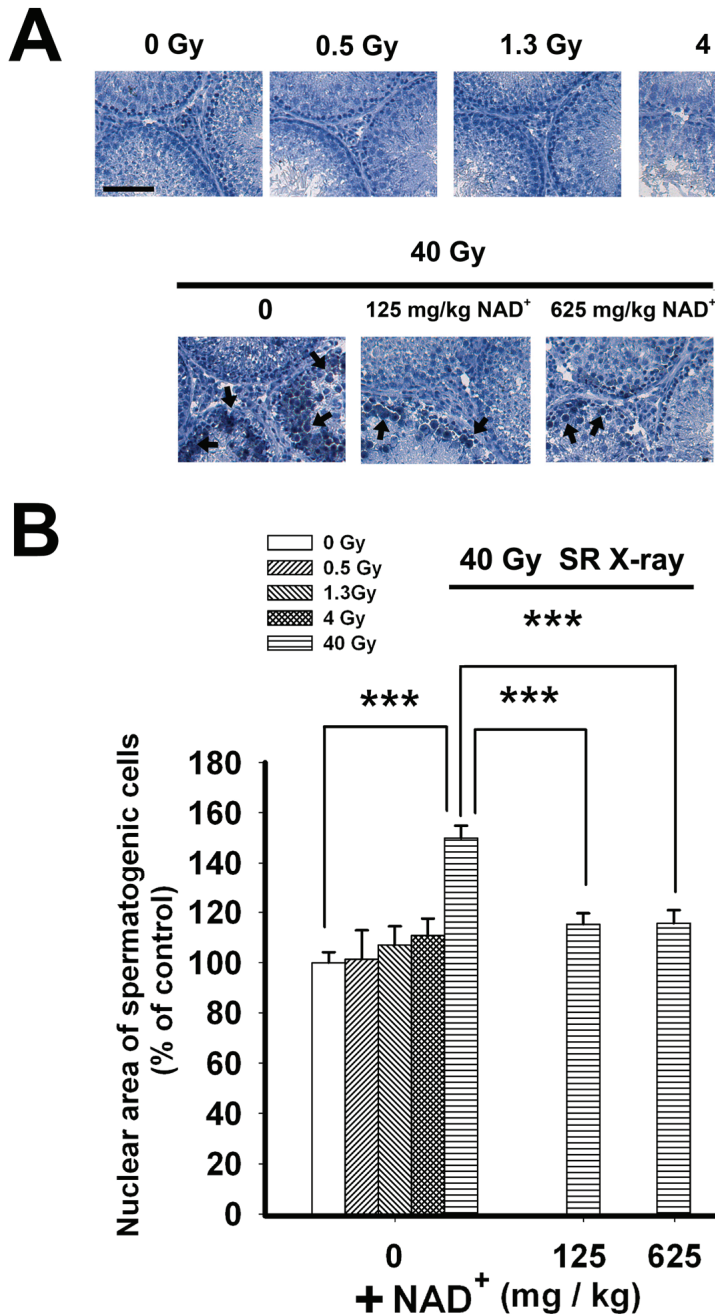 A
0 Gy 0.5 Gy 1.3 Gy 4
40 Gy
0 125 mg/kg NAD+ 625 mg/kg NAD+
B
0 Gy
0.5 Gy
1.3Gy
4 Gy
40 Gy
40 Gy SR X-ray
***
*** ***
Nuclear area of spermatogenic cells
(% of control)
180
160
140
120
100
80
60
40
20
0
0 125 625
+ NAD+ (mg / kg)